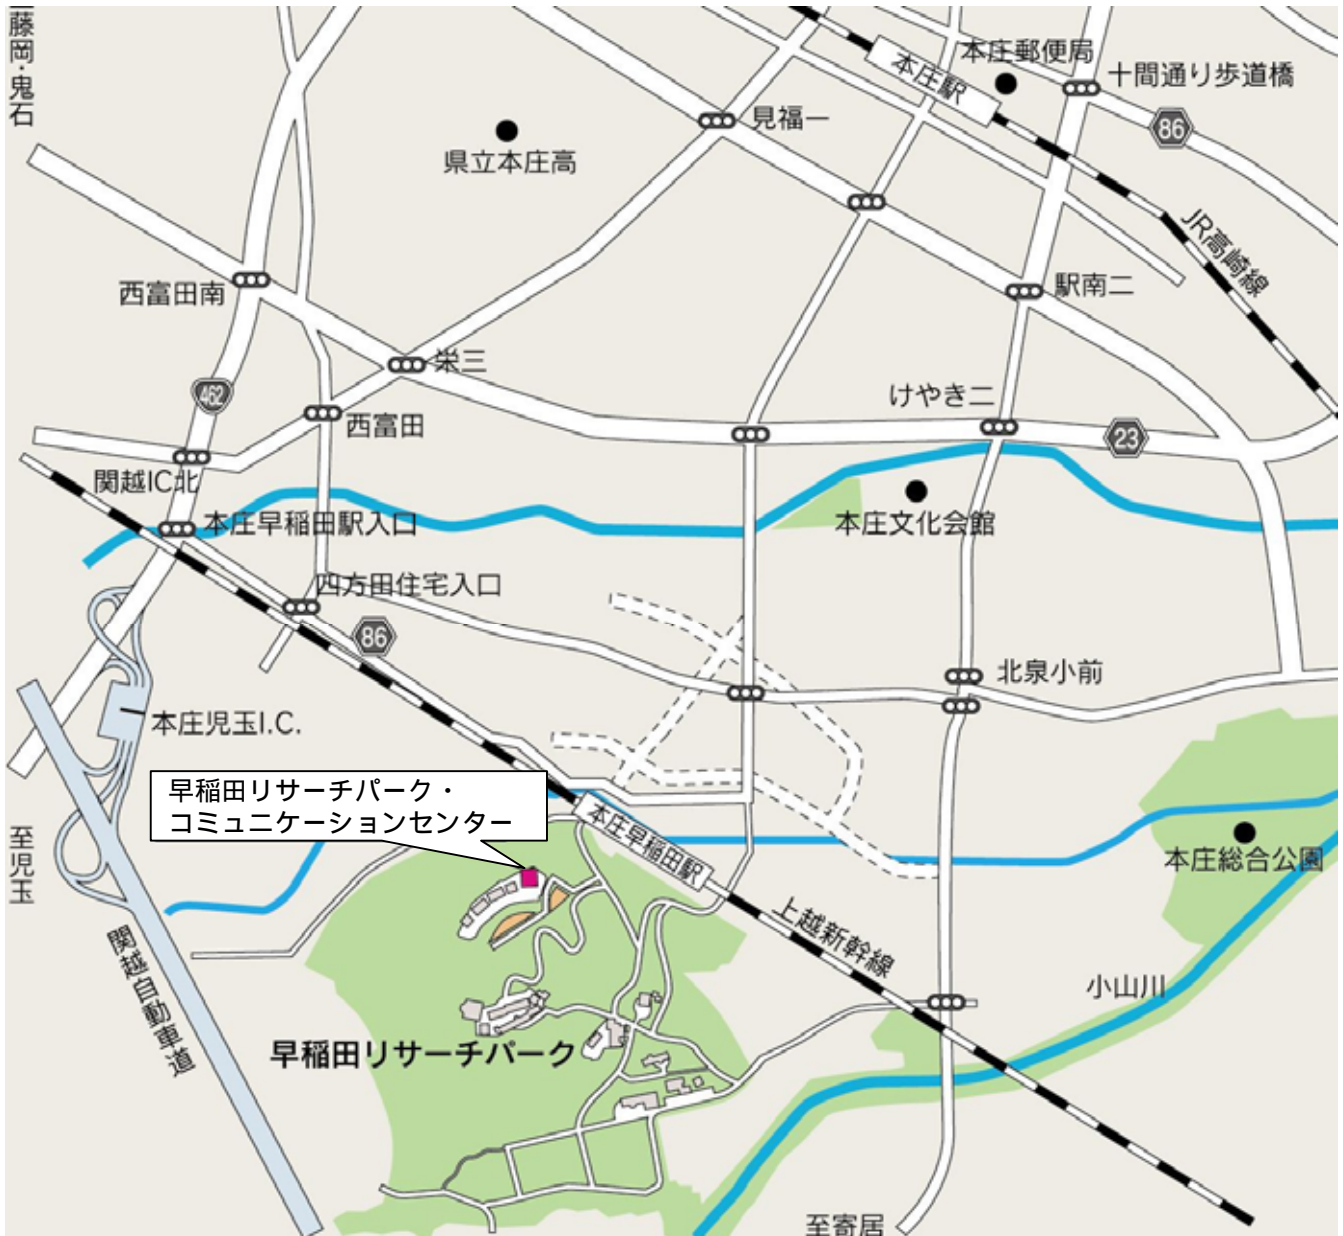 至藤岡・鬼石
本庄駅
本庄郵便局
十間通り歩道橋
86
見福一
県立本庄高
JR高崎線
西富田南
駅南二
栄三
462
けやき二
西富田
23
関越IC北
本庄文化会館
本庄早稲田駅入口
四方田住宅入口
86
北泉小前
本庄児玉I.C.
早稲田リサーチパーク・
コミュニケーションセンター
本庄早稲田駅
至児玉
本庄総合公園
上越新幹線
関越自動車道
小山川
早稲田リサーチパーク
至寄居